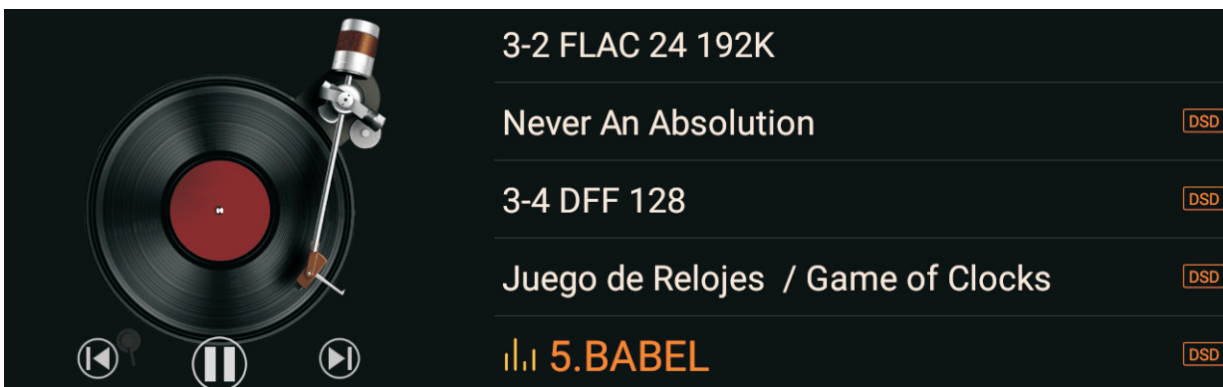 3-2 FLAC 24 192K
Never An Absolution DSD
3-4 DFF 128 DSD
Juego de Relojes / Game of Clocks DSD
5.BABEL DSD